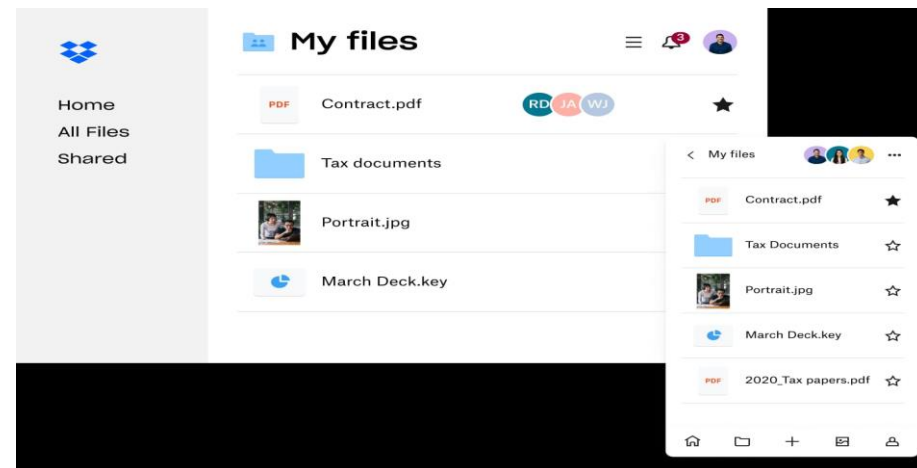 My files
3
Home
All Files
Shared
PDF Contract.pdf RD JA WJ
Tax documents
Portrait.jpg
March Deck.key
My files
PDF Contract.pdf
Tax Documents
Portrait.jpg
March Deck.key
PDF 2020_Tax papers.pdf